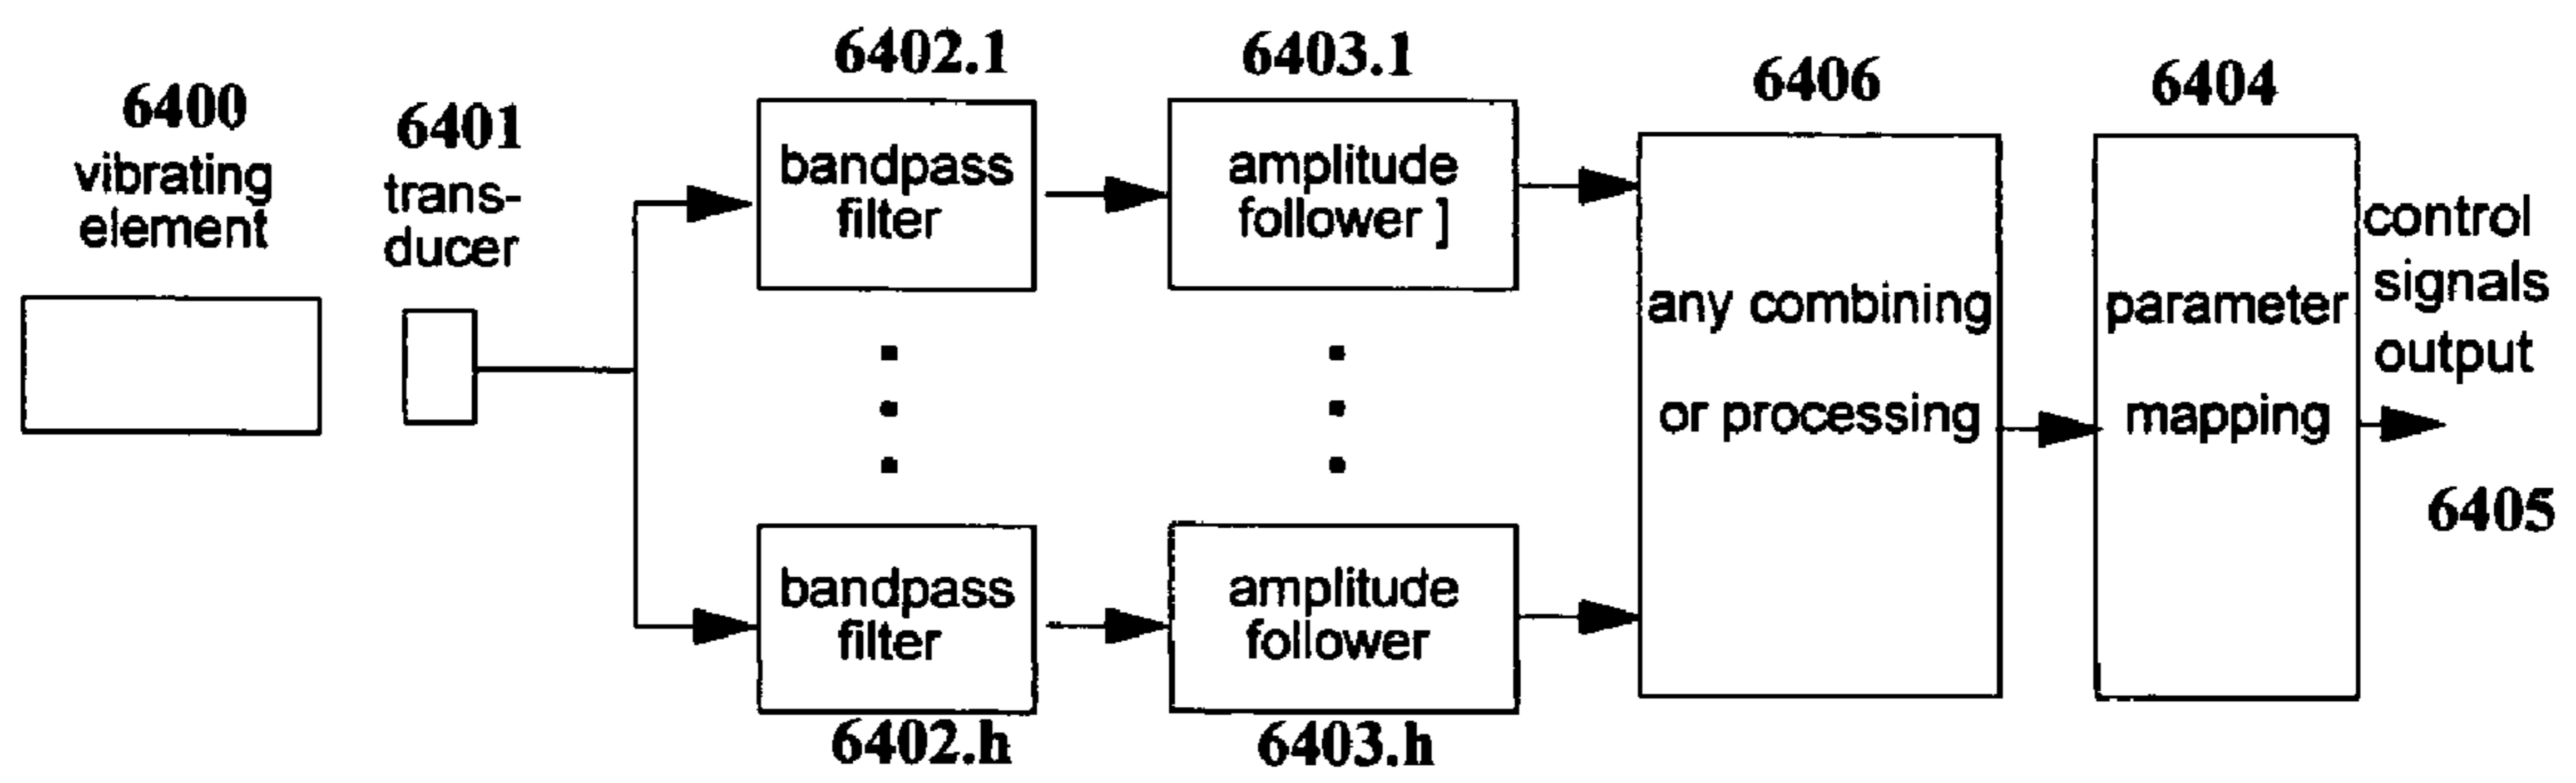 6400
vibrating
element
6401
trans-
ducer
6402.1
bandpass
filter
6403.1
amplitude
follower ]
6406
any combining
or processing
6404
parameter
mapping
control
signals
output
6405
bandpass
filter
6402.h
amplitude
follower
6403.h